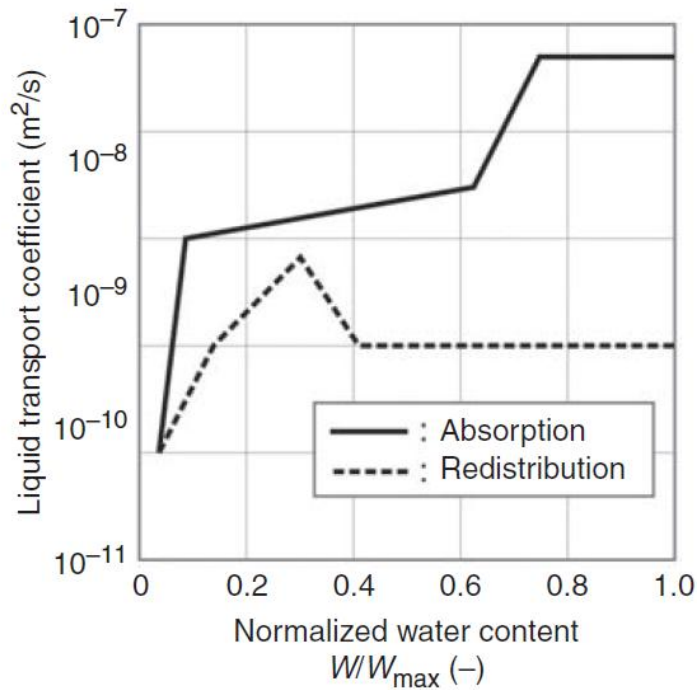 10⁻⁷
10⁻⁸
10⁻⁹
10⁻¹⁰
10⁻¹¹
Liquid transport coefficient (m²/s)
: Absorption
: Redistribution
0 0.2 0.4 0.6 0.8 1.0
Normalized water content
W/Wmax (–)